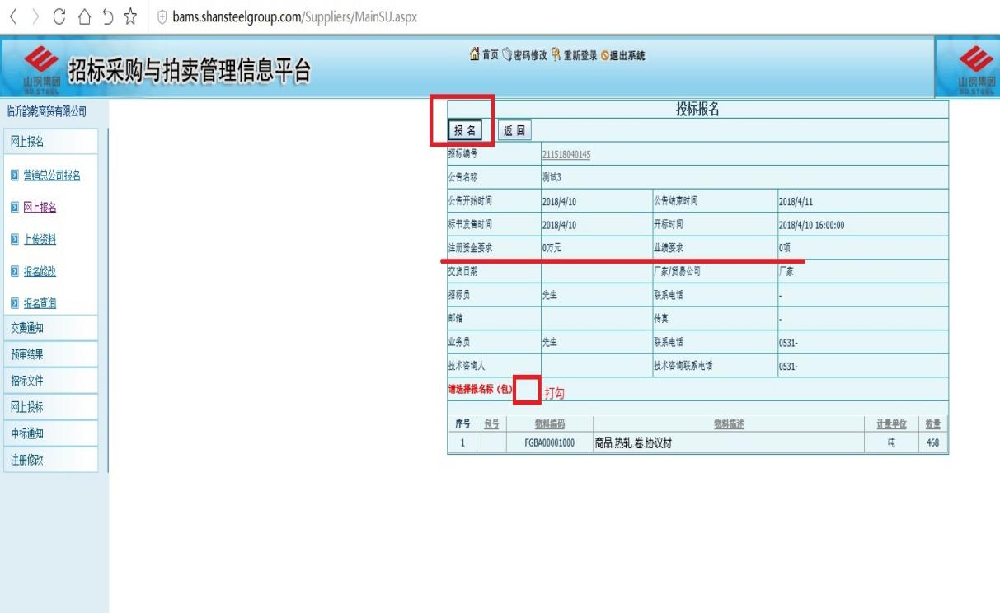 bams.shansteelgroup.com/Suppliers/MainSU.aspx
山钢集团
SD STEEL
招标采购与拍卖管理信息平台
首页 密码修改 重新登录 退出系统
山钢集团
SD STEEL
临沂韵乾商贸有限公司
网上报名
营销总公司报名
网上报名
上传资料
报名修改
报名查询
交费通知
预审结果
招标文件
网上投标
中标通知
注册修改
投标报名
报 名 返 回
招标编号 211518040145
公告名称 测试3
公告开始时间 2018/4/10 公告结束时间 2018/4/11
标书发售时间 2018/4/10 开标时间 2018/4/10 16:00:00
注册资金要求 0万元 业绩要求 0项
交货日期 厂家/贸易公司 厂家
招标员 先生 联系电话 -
邮箱 传真 -
业务员 先生 联系电话 0531-
技术咨询人 技术咨询联系电话 0531-
请选择报名标（包） 打勾
序号 包号 物料编码 物料描述 计量单位 数量
1 FGBA00001000 商品.热轧.卷.协议材 吨 468